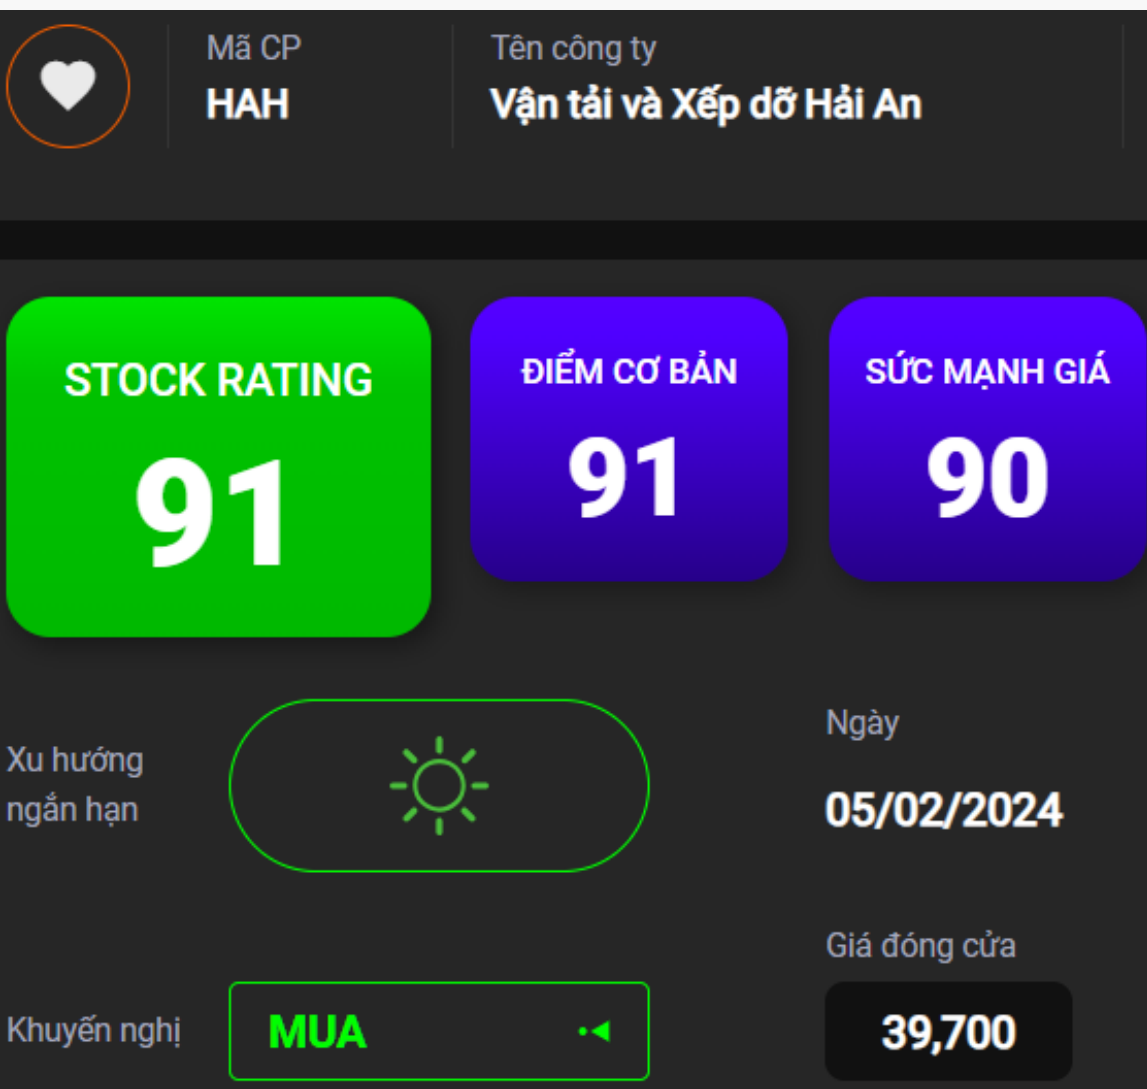 Mã CP
HAH
Tên công ty
Vận tải và Xếp dỡ Hải An
STOCK RATING
91
ĐIỂM CƠ BẢN
91
SỨC MẠNH GIÁ
90
Xu hướng
ngắn hạn
Ngày
05/02/2024
Khuyến nghị
MUA
Giá đóng cửa
39,700